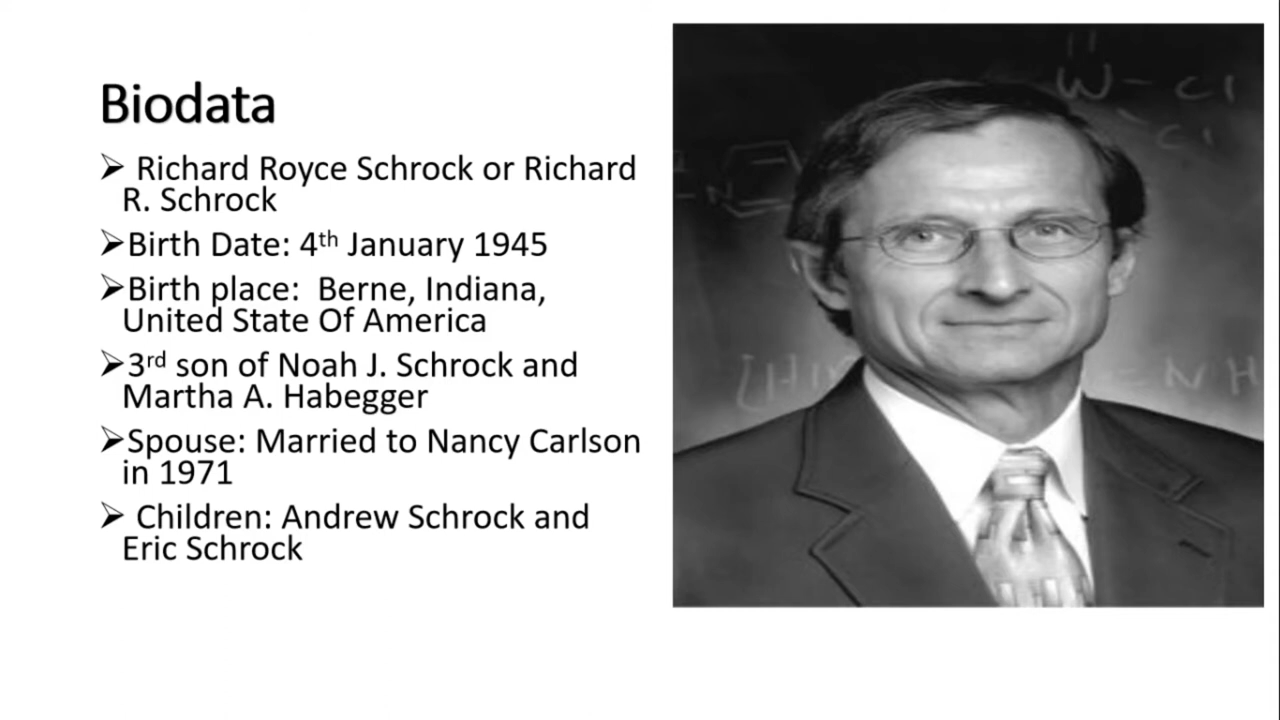 Biodata
➢ Richard Royce Schrock or Richard
R. Schrock
➢Birth Date: 4th January 1945
➢Birth place:  Berne, Indiana,
United State Of America
➢3rd son of Noah J. Schrock and
Martha A. Habegger
➢Spouse: Married to Nancy Carlson
in 1971
➢ Children: Andrew Schrock and
Eric Schrock
W - Cl
Cl
N
= N H